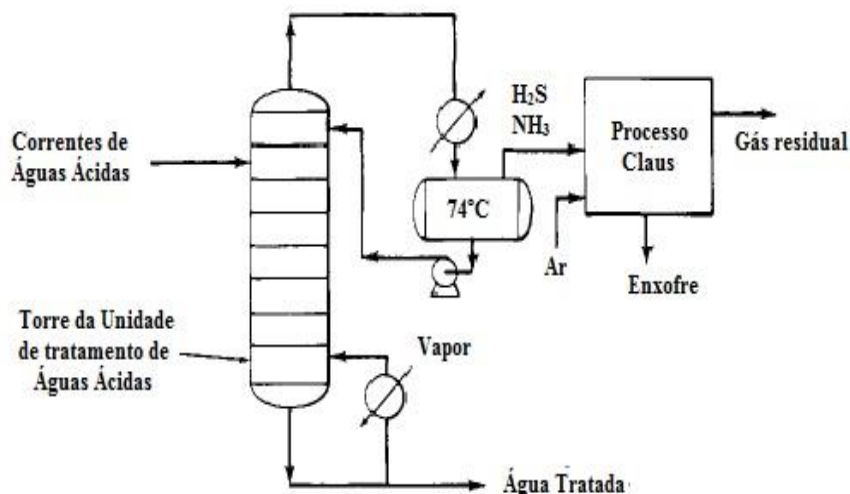 Correntes de
Águas Ácidas
Torre da Unidade
de tratamento de
Águas Ácidas
74°C
H₂S
NH₃
Processo
Claus
Gás residual
Ar
Enxofre
Vapor
Água Tratada